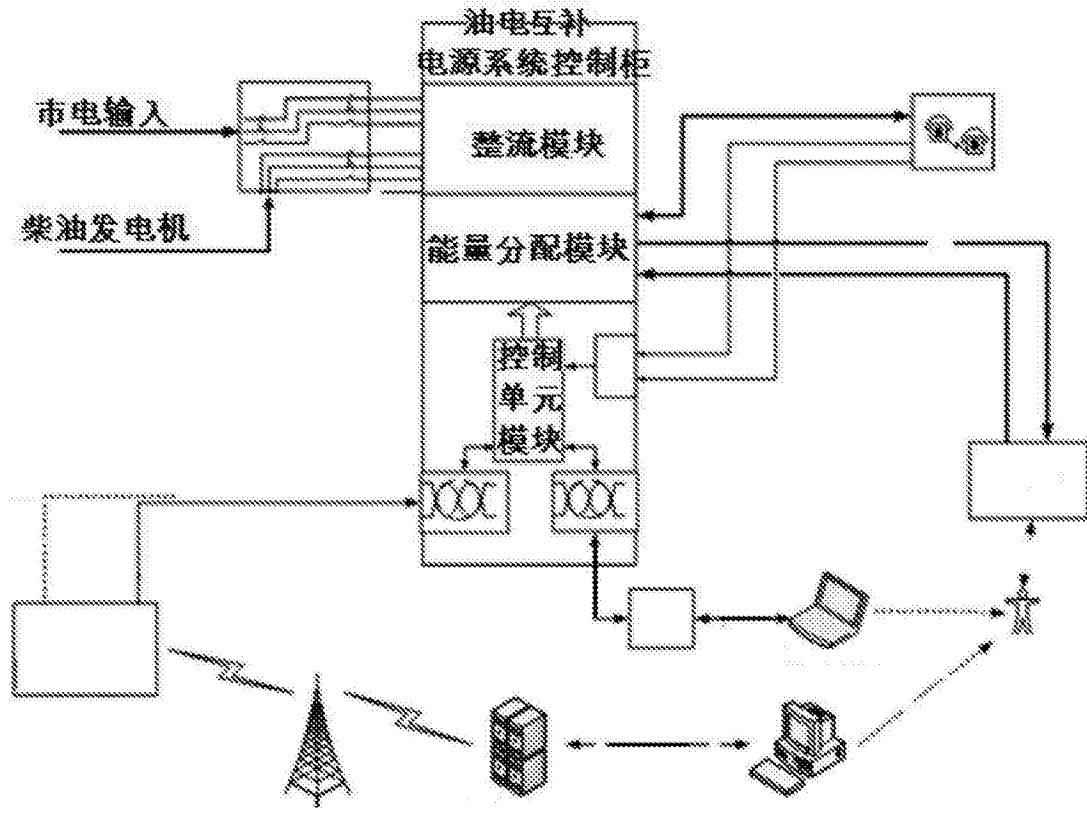 油电互补
电源系统控制柜
市电输入
整流模块
柴油发电机
能量分配模块
控制
单元
模块